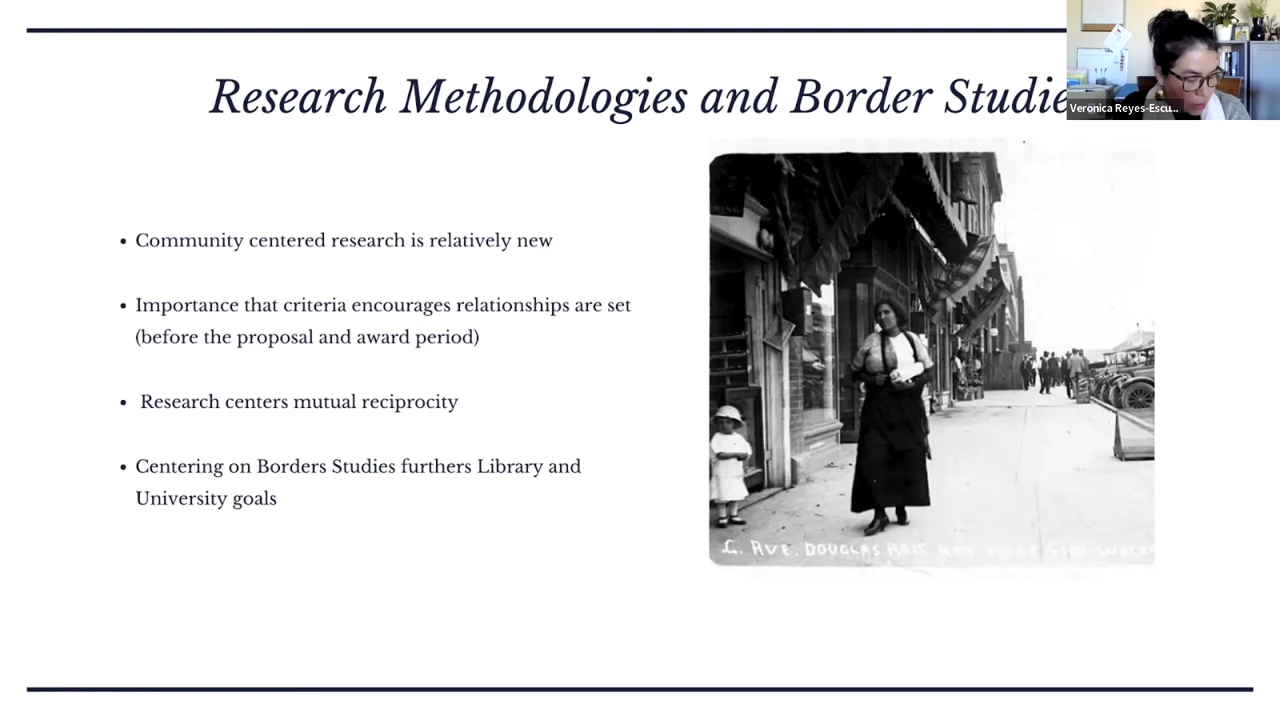 Research Methodologies and Border Studie
Veronica Reyes-Escu...
• Community centered research is relatively new
• Importance that criteria encourages relationships are set
(before the proposal and award period)
• Research centers mutual reciprocity
• Centering on Borders Studies furthers Library and
University goals
G. AVE. DOUGLAS ARIZ